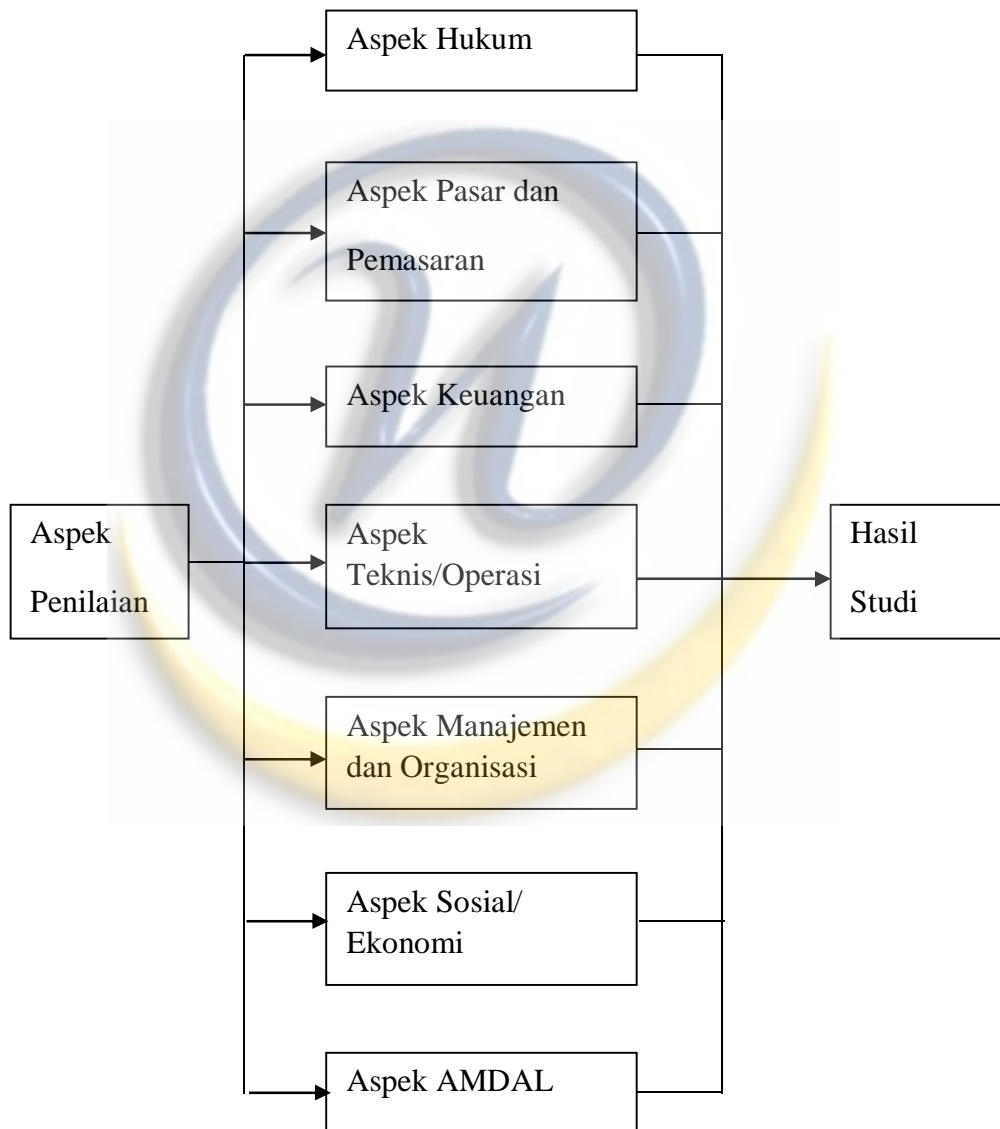 Aspek Hukum
Aspek Pasar dan
Pemasaran
Aspek Keuangan
Aspek
Penilaian
Aspek
Teknis/Operasi
Hasil
Studi
Aspek Manajemen
dan Organisasi
Aspek Sosial/
Ekonomi
Aspek AMDAL